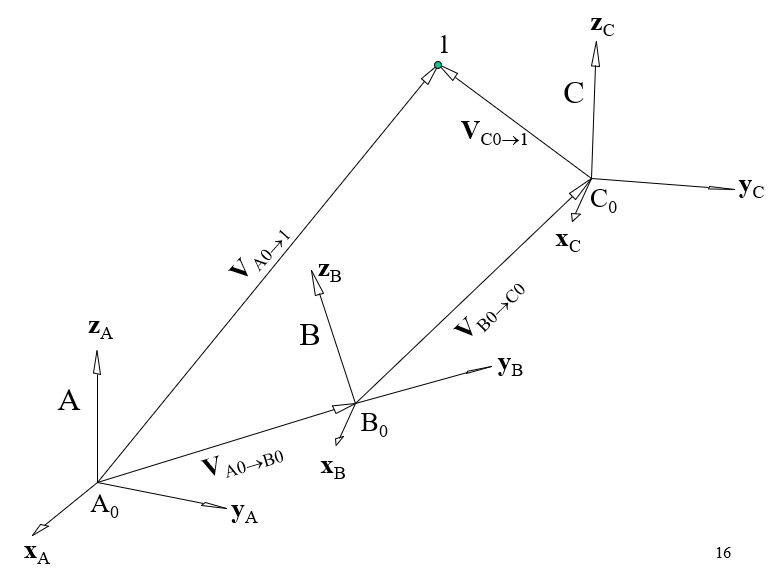 z_C
1
C
V_C0→1
y_C
C_0
x_C
V_A0→1
z_B
V_B0→C0
B
z_A
y_B
A
B_0
V_A0→B0
x_B
A_0
y_A
x_A
16